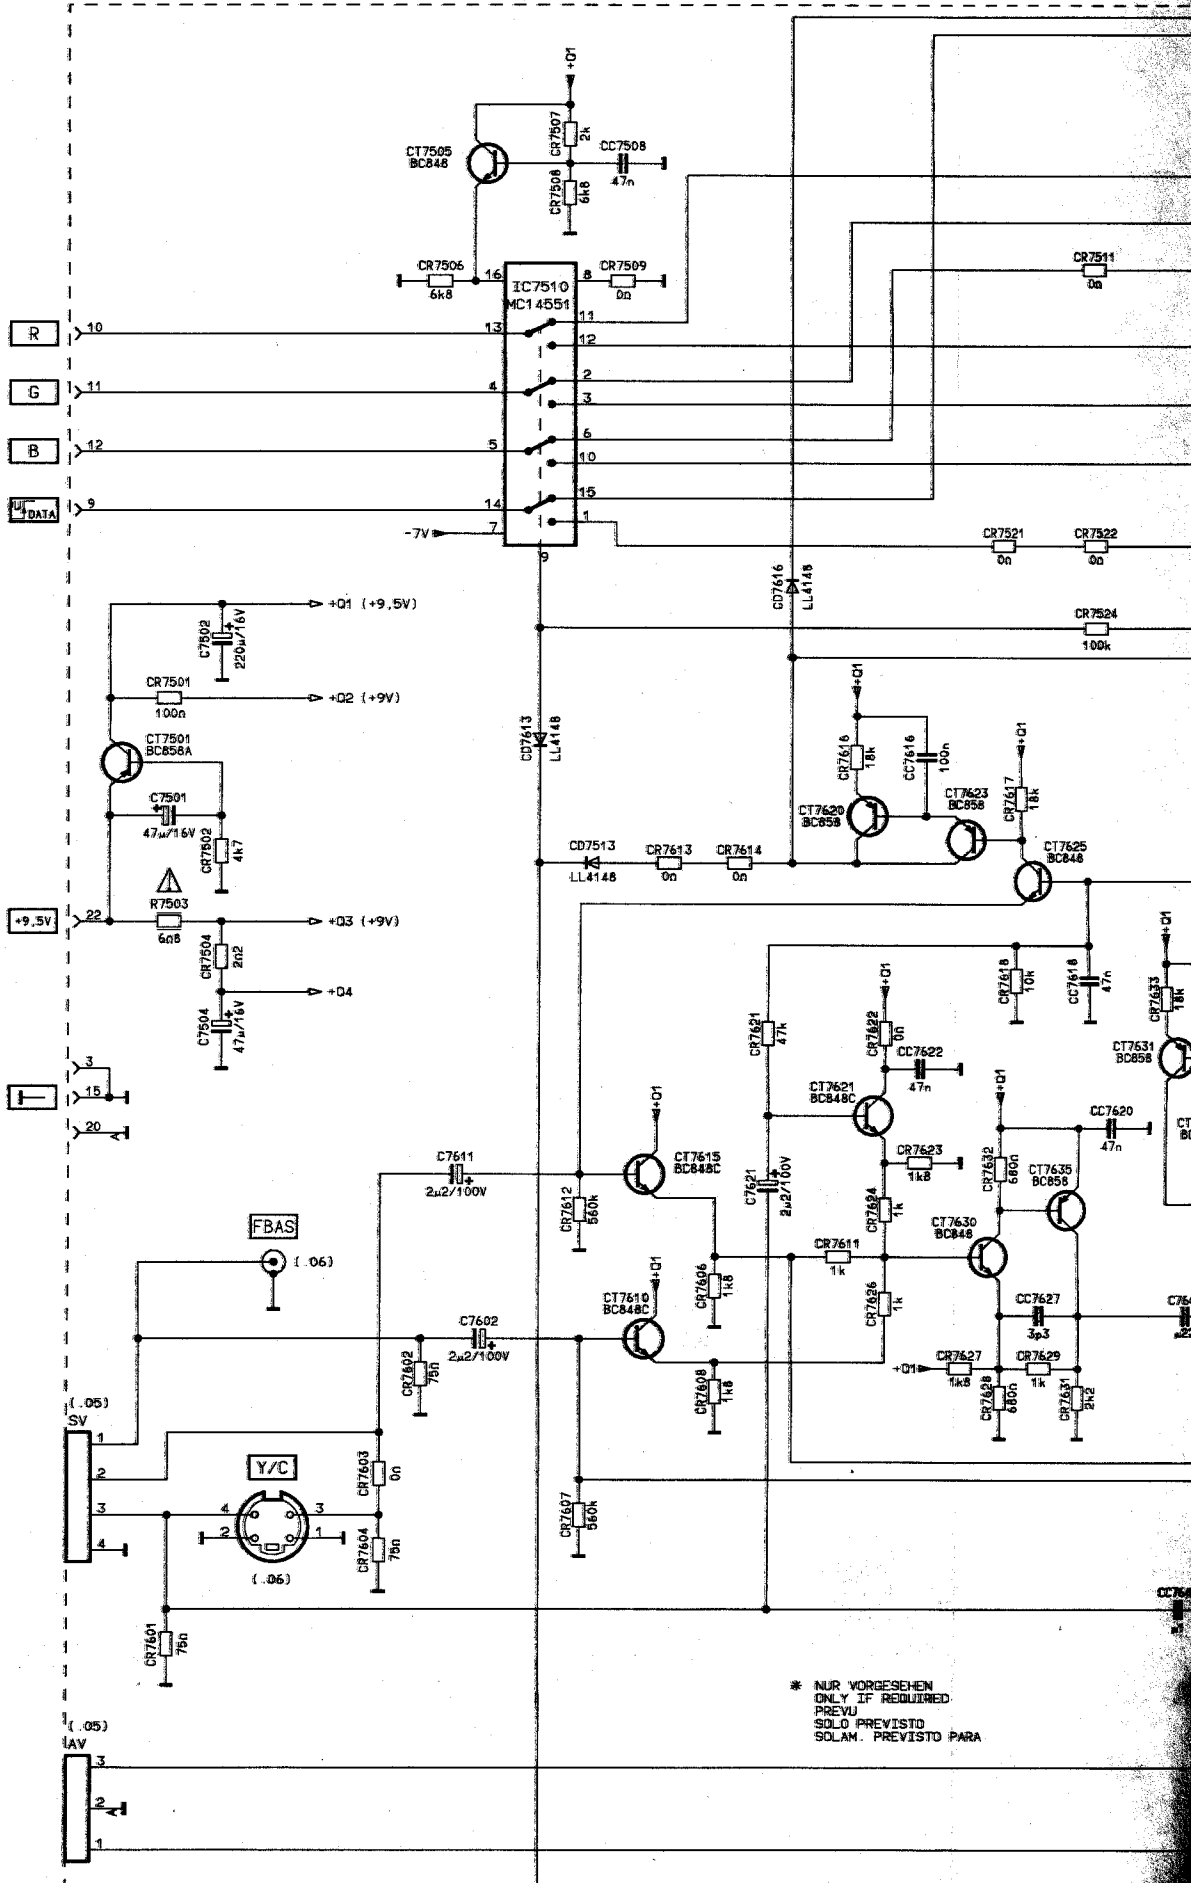 +Q1
CR7507
2k
CT7505
BC848
CC7508
47n
CR7508
6k8
CR7506
6k8
16
IC7510
MC14551
8
CR7509
0Ω
CR7511
0Ω
R
10
13
11
12
G
11
4
2
3
B
12
5
6
10
DATA
9
14
15
1
-7V
7
9
CR7521
0Ω
CR7522
0Ω
CD7616
LL4148
+Q1 (+9,5V)
C7502
220µ/16V
+
CR7524
100k
CR7501
100Ω
+Q2 (+9V)
+Q1
CT7501
BC858A
CD7613
LL4148
CR7616
18k
CC7616
100n
+Q1
CR7617
18k
C7501
+
47µ/16V
CR7502
4k7
CT7620
BC858
CT7623
BC858
CD7513
LL4148
CR7613
0Ω
CR7614
0Ω
CT7625
BC848
R7503
6Ω8
+9,5V
22
+Q3 (+9V)
CR7504
2Ω2
+Q4
C7504
47µ/16V
+
+Q1
CR7618
10k
CC7618
47n
+Q1
CR7633
18k
CR7621
47k
CR7622
0Ω
CC7622
47n
CT7631
BC858
3
15
20
A
CT7621
BC848C
+Q1
+Q1
CC7620
47n
C7611
+
2µ2/100V
CT7615
BC848C
CR7623
1k8
CR7632
680Ω
CT7635
BC858
C7621
+
2µ2/100V
CR7612
560k
CR7624
1k
FBAS
(.06)
CT7630
BC848
CR7611
1k
+Q1
CR7606
1k8
CR7626
1k
CT7610
BC848C
C7602
+
2µ2/100V
CC7627
3p3
CR7602
75Ω
CR7608
1k8
+Q1
CR7627
1k8
CR7629
1k
CR7628
680Ω
CR7631
2k2
(.05)
SV
1
2
3
4
Y/C
4
3
2
1
(.06)
CR7603
0Ω
CR7604
75Ω
CR7607
560k
CR7601
75Ω
* NUR VORGESEHEN
ONLY IF REQUIRED
PREVU
SOLO PREVISTO
SOLAM. PREVISTO PARA
(.05)
AV
3
2
A
1